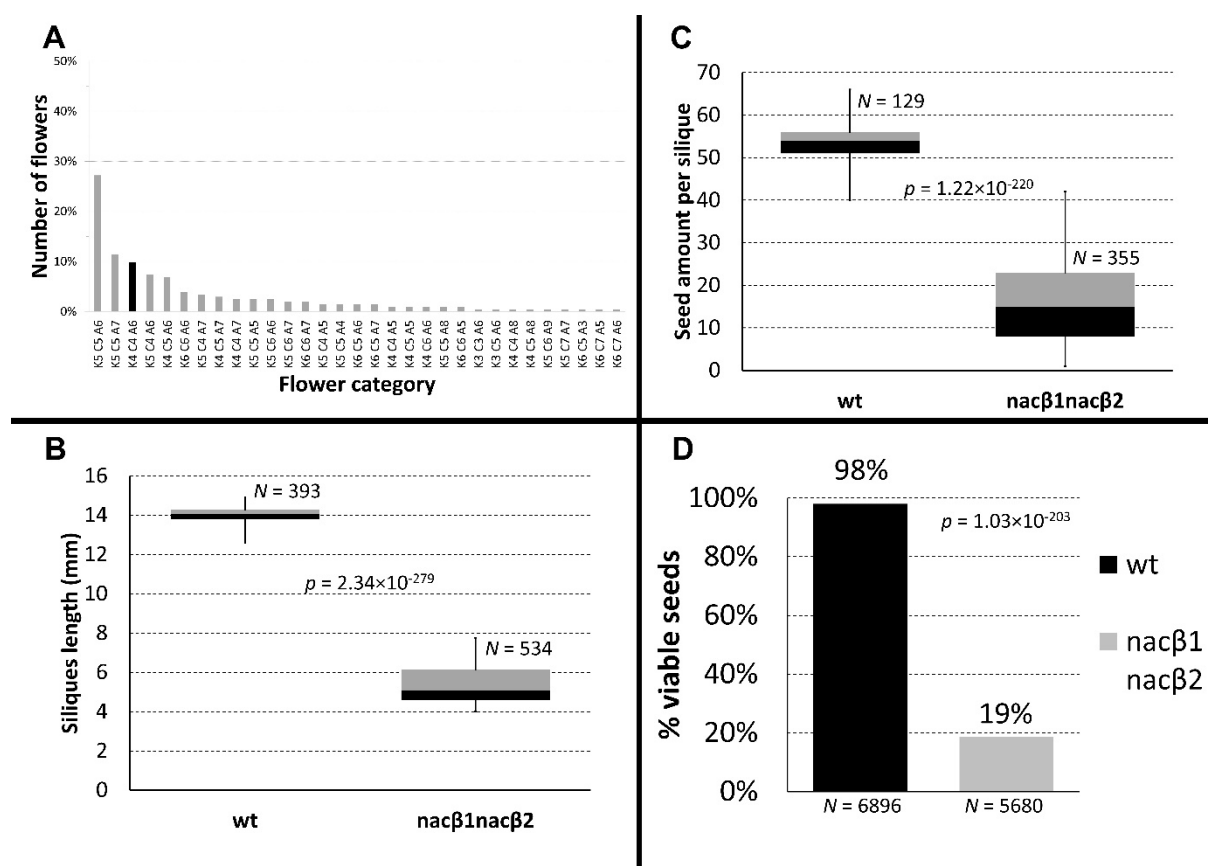 A
50%
40%
30%
20%
10%
0%
Number of flowers
K5 C5 A6
K5 C5 A7
K4 C4 A6
K5 C4 A6
K4 C5 A6
K6 C6 A6
K5 C4 A7
K4 C5 A7
K4 C4 A7
K5 C5 A5
K5 C6 A6
K5 C6 A7
K6 C6 A7
K5 C4 A5
K5 C5 A4
K6 C5 A6
K6 C5 A7
K4 C4 A5
K4 C5 A5
K4 C6 A6
K5 C5 A8
K6 C6 A5
K3 C3 A6
K3 C5 A6
K4 C4 A8
K4 C5 A8
K5 C6 A9
K5 C7 A7
K6 C5 A3
K6 C7 A5
K6 C7 A6
Flower category
B
Siliques length (mm)
16
14
12
10
8
6
4
2
0
N = 393
p = 2.34×10-279
N = 534
wt
nacβ1nacβ2
C
Seed amount per silique
70
60
50
40
30
20
10
0
N = 129
p = 1.22×10-220
N = 355
wt
nacβ1nacβ2
D
% viable seeds
100%
80%
60%
40%
20%
0%
98%
p = 1.03×10-203
19%
N = 6896
N = 5680
wt
nacβ1
nacβ2